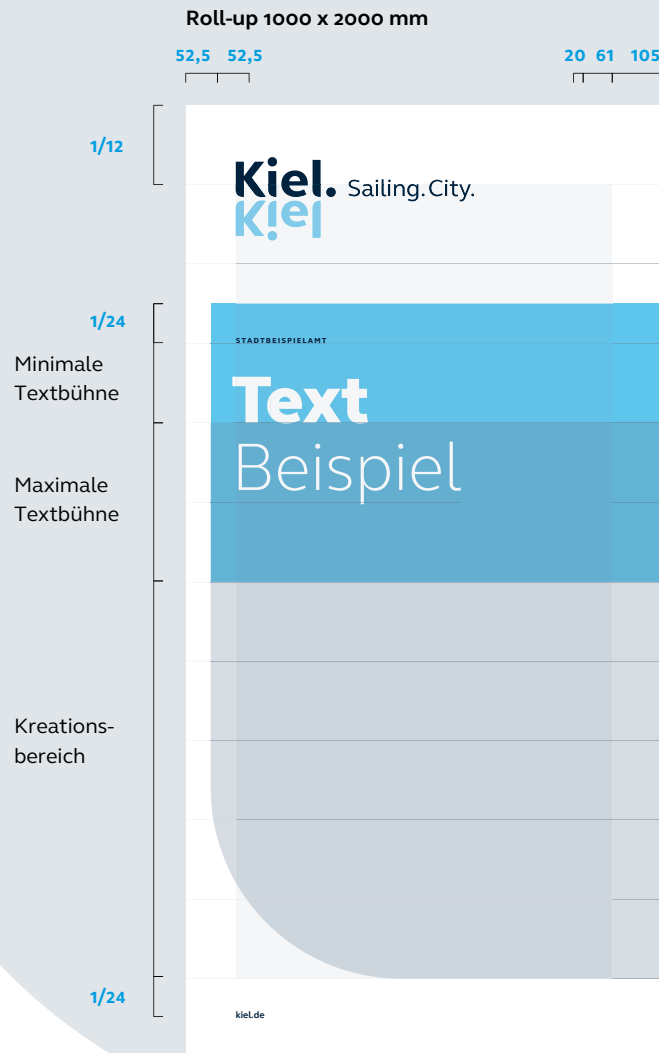 Roll-up 1000 x 2000 mm
52,5 52,5 20 61 105
1/12
Kiel. Sailing.City.
Kiel
1/24
STADTBEISPIELAMT
Minimale
Textbühne
Text
Beispiel
Maximale
Textbühne
Kreations-
bereich
1/24
kiel.de